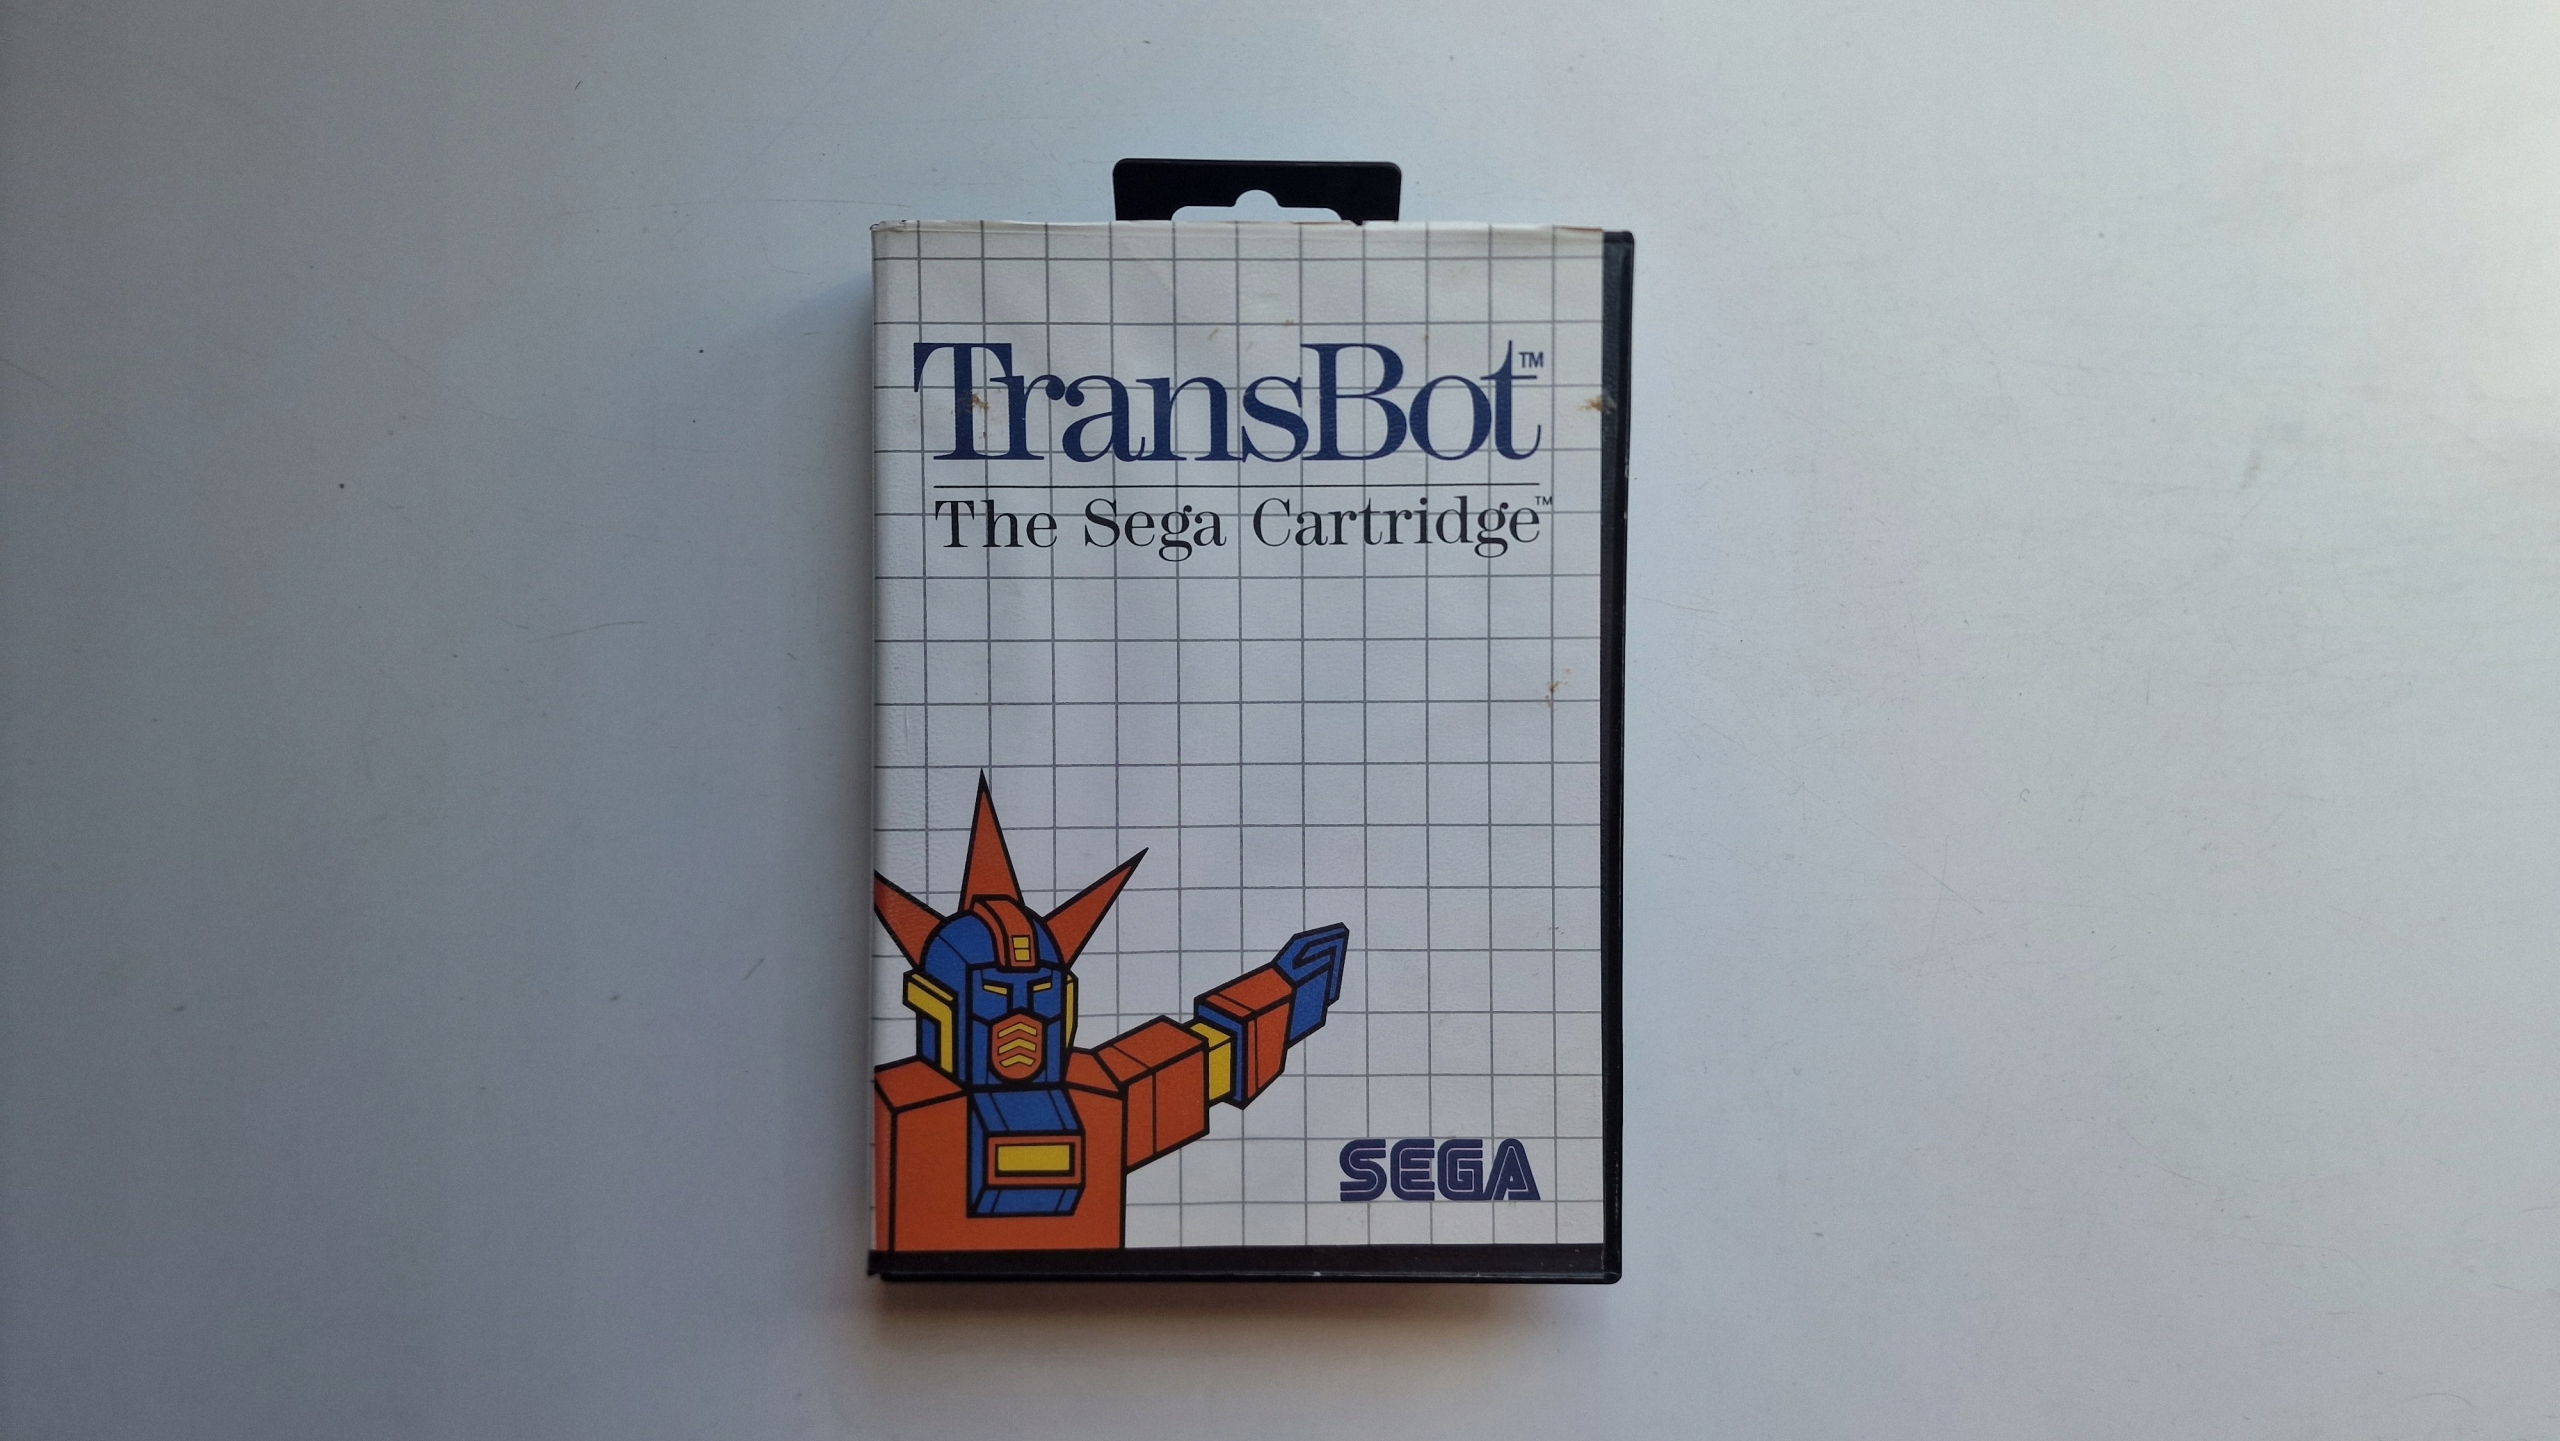 TransBot™
The Sega Cartridge™
SEGA